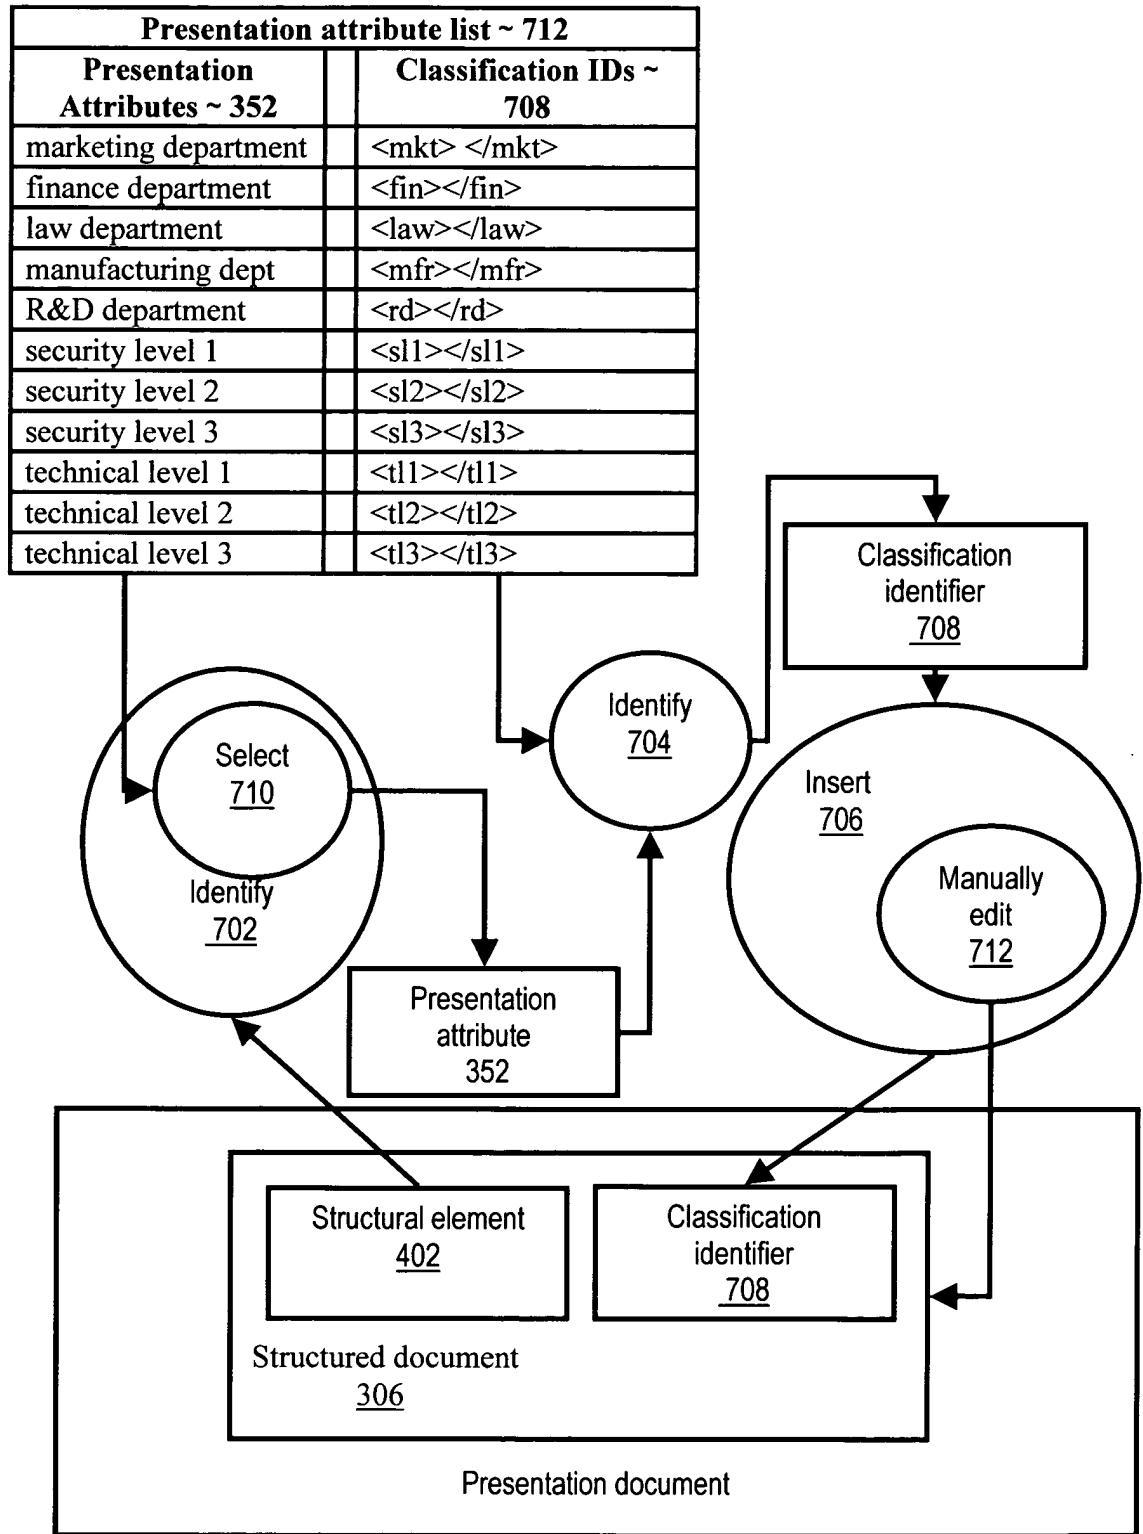 Presentation attribute list ~ 712
Presentation Attributes ~ 352
Classification IDs ~ 708
marketing department <mkt> </mkt>
finance department <fin></fin>
law department <law></law>
manufacturing dept <mfr></mfr>
R&D department <rd></rd>
security level 1 <sl1></sl1>
security level 2 <sl2></sl2>
security level 3 <sl3></sl3>
technical level 1 <tl1></tl1>
technical level 2 <tl2></tl2>
technical level 3 <tl3></tl3>
Classification
identifier
708
Identify
704
Select
710
Identify
702
Insert
706
Manually
edit
712
Presentation
attribute
352
Structural element
402
Classification
identifier
708
Structured document
306
Presentation document